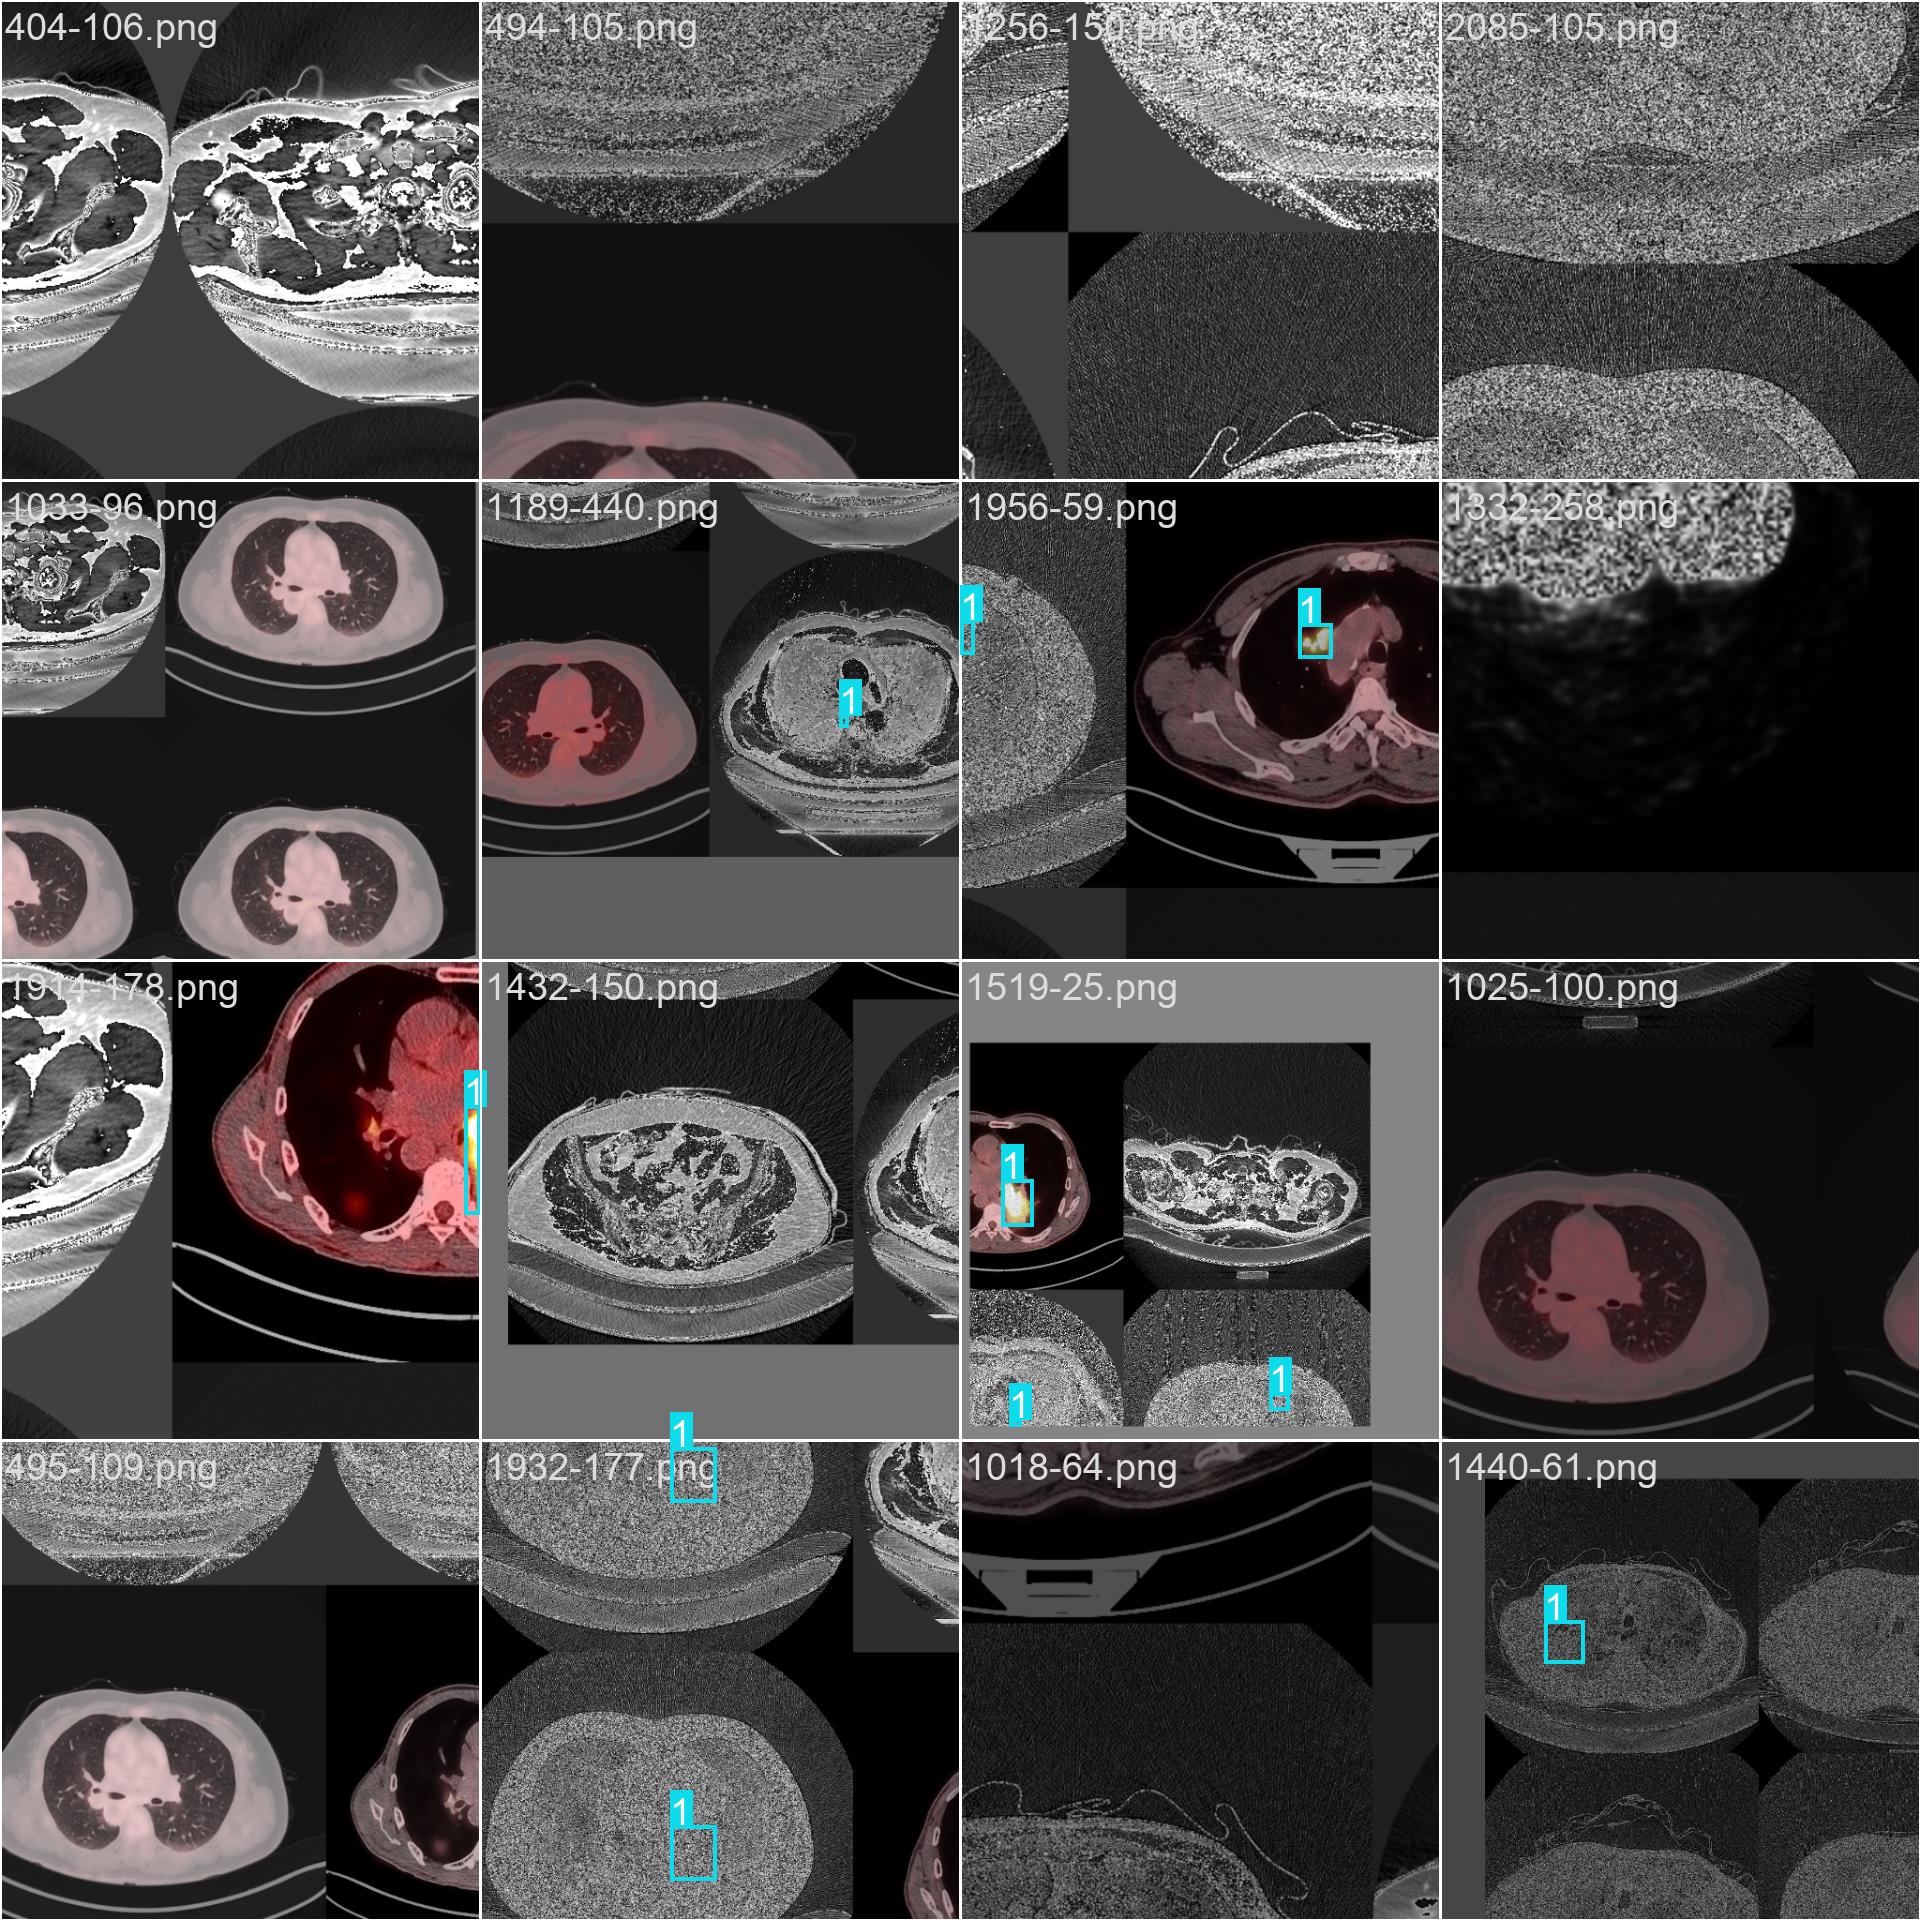 404-106.png
494-105.png
1256-150.png
2085-105.png
1033-96.png
1189-440.png
1956-59.png
1332-258.png
1
1
1
1914-178.png
1432-150.png
1519-25.png
1025-100.png
1
1
1
1
495-109.png
1932-177.png
1018-64.png
1440-61.png
1
1
1